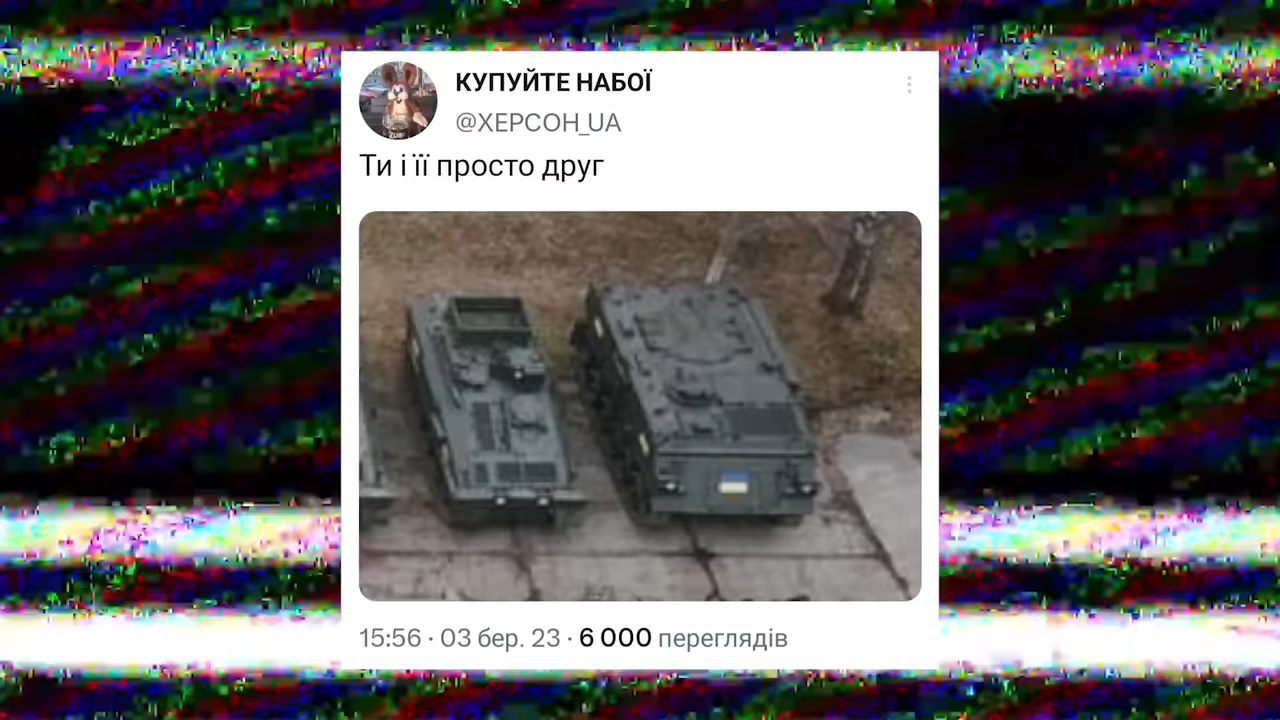 КУПУЙТЕ НАБОЇ
@ХЕРСОН_UA
Ти і її просто друг
15:56 · 03 бер. 23 · 6 000 переглядів